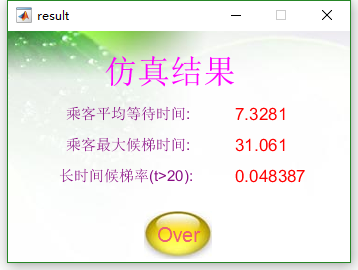 result
仿真结果
乘客平均等待时间: 7.3281
乘客最大候梯时间: 31.061
长时间候梯率(t>20): 0.048387
Over